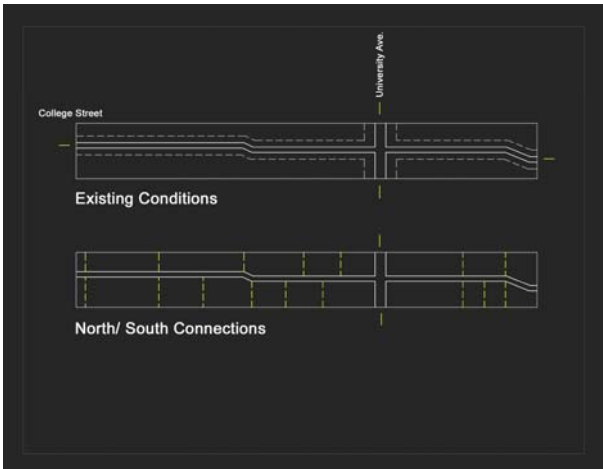 University Ave.
College Street
Existing Conditions
North/ South Connections